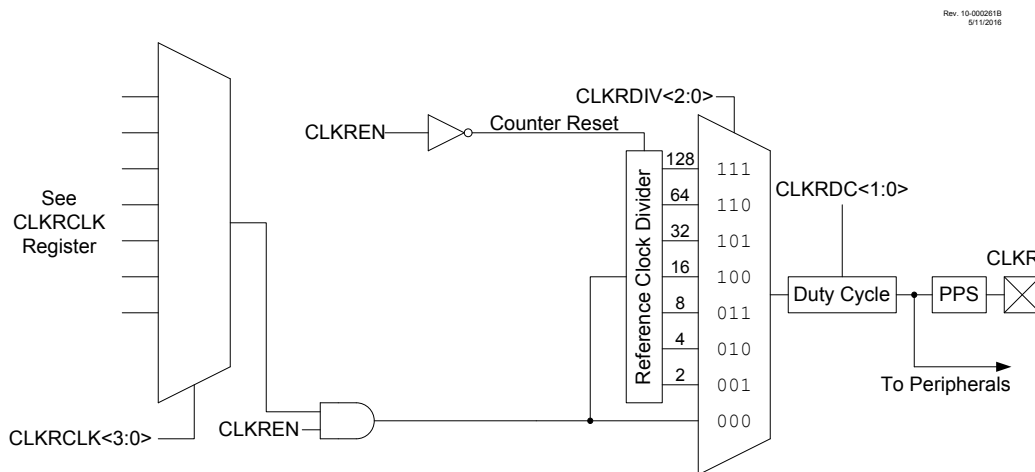 Rev. 10-000261B
5/11/2016
CLKRDIV<2:0>
CLKREN
Counter Reset
128
111
64
110
32
101
16
100
8
011
4
010
2
001
000
Reference Clock Divider
See
CLKRCLK
Register
CLKRDC<1:0>
CLKR
Duty Cycle
PPS
To Peripherals
CLKREN
CLKRCLK<3:0>